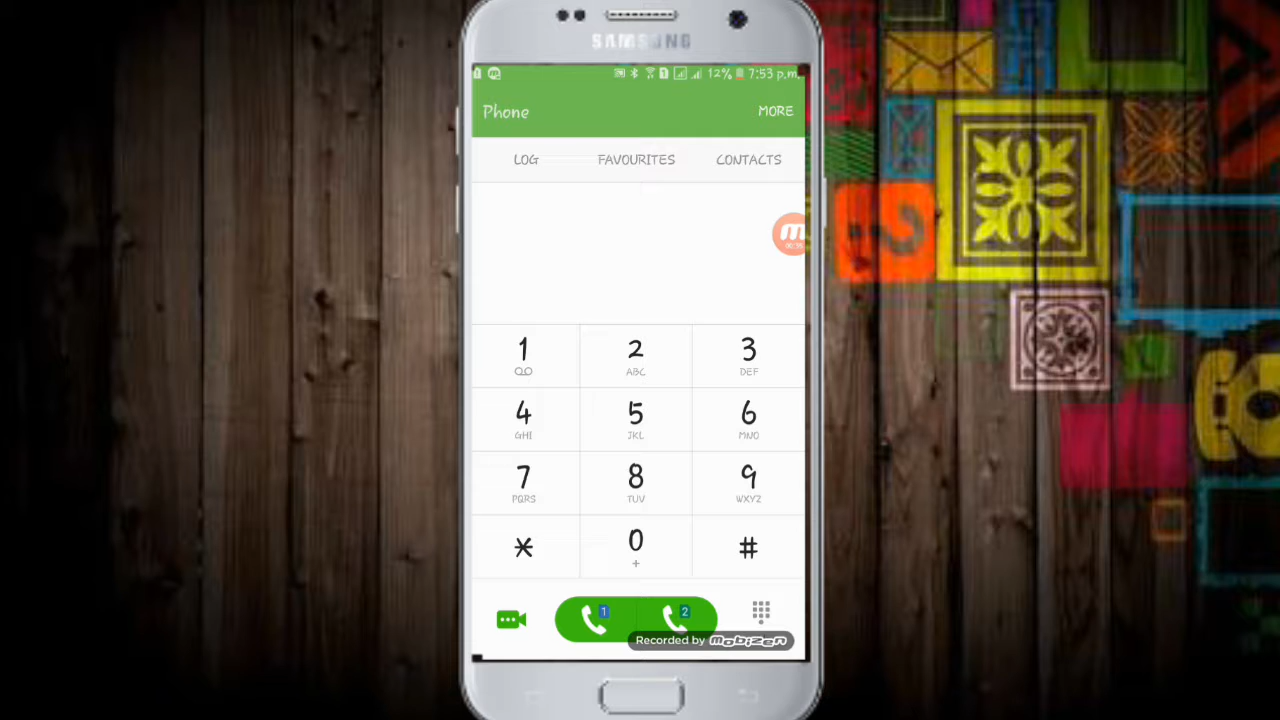 SAMSUNG
12% 7:53 p.m.
Phone
MORE
LOG
FAVOURITES
CONTACTS
1
2
ABC
3
DEF
4
GHI
5
JKL
6
MNO
7
PQRS
8
TUV
9
WXYZ
*
0
+
#
1
2
Recorded by mobizen